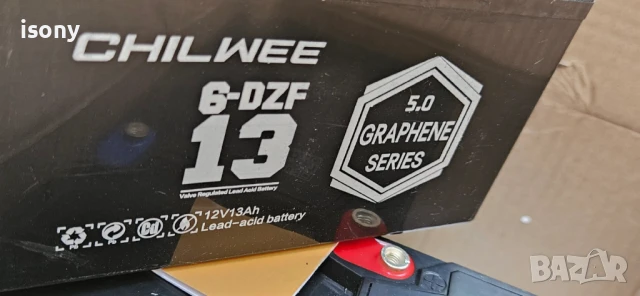 isony
CHILWEE
6-DZF
13
Valve Regulated Lead Acid Battery
12V13Ah
Lead-acid battery
5.0
GRAPHENE
SERIES
Cd
BAZAR
bg